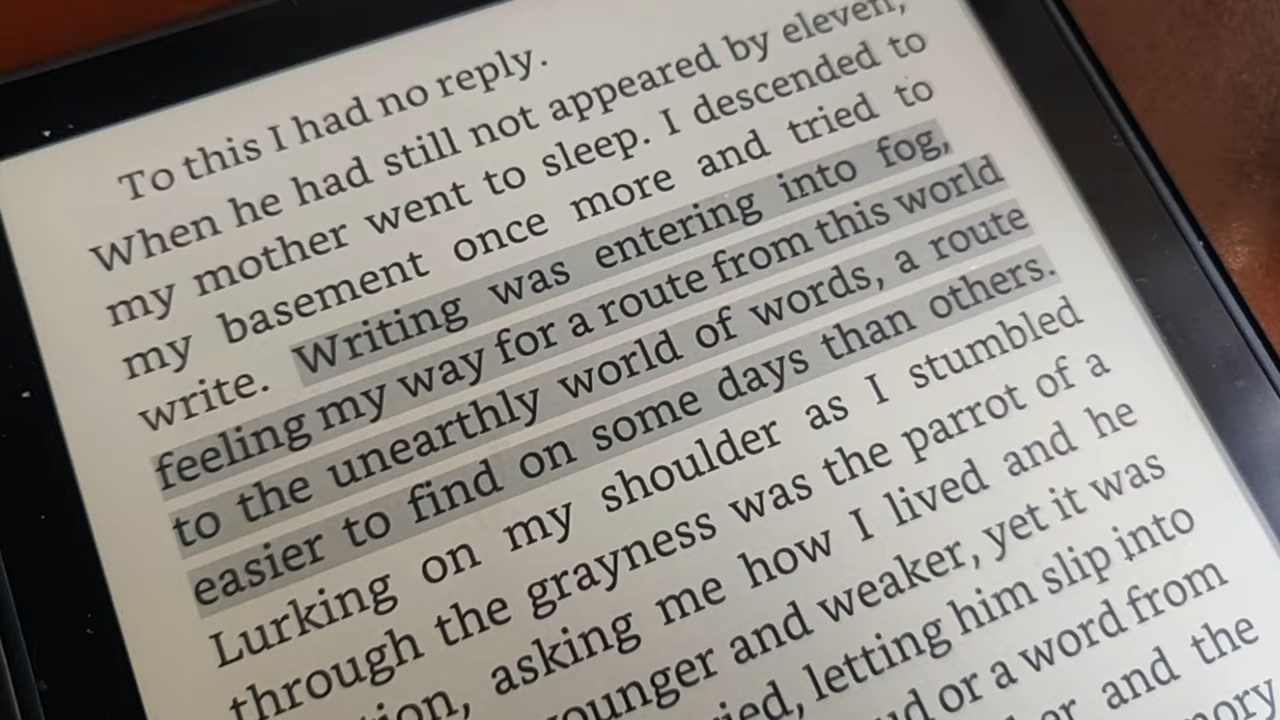 To this I had no reply.
When he had still not appeared by eleven,
my mother went to sleep. I descended to
my basement once more and tried to
write. Writing was entering into fog,
feeling my way for a route from this world
to the unearthly world of words, a route
easier to find on some days than others.
Lurking on my shoulder as I stumbled
through the grayness was the parrot of a
asking me how I lived and he
and weaker, yet it was
letting him slip into
or a word from
and the